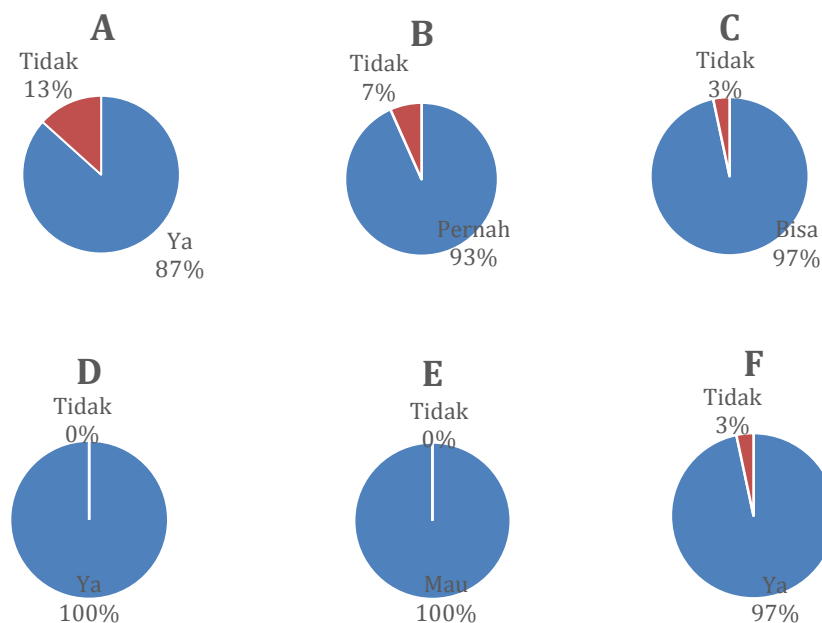 A
Tidak
13%
Ya
87%
B
Tidak
7%
Pernah
93%
C
Tidak
3%
Bisa
97%
D
Tidak
0%
Ya
100%
E
Tidak
0%
Mau
100%
F
Tidak
3%
Ya
97%